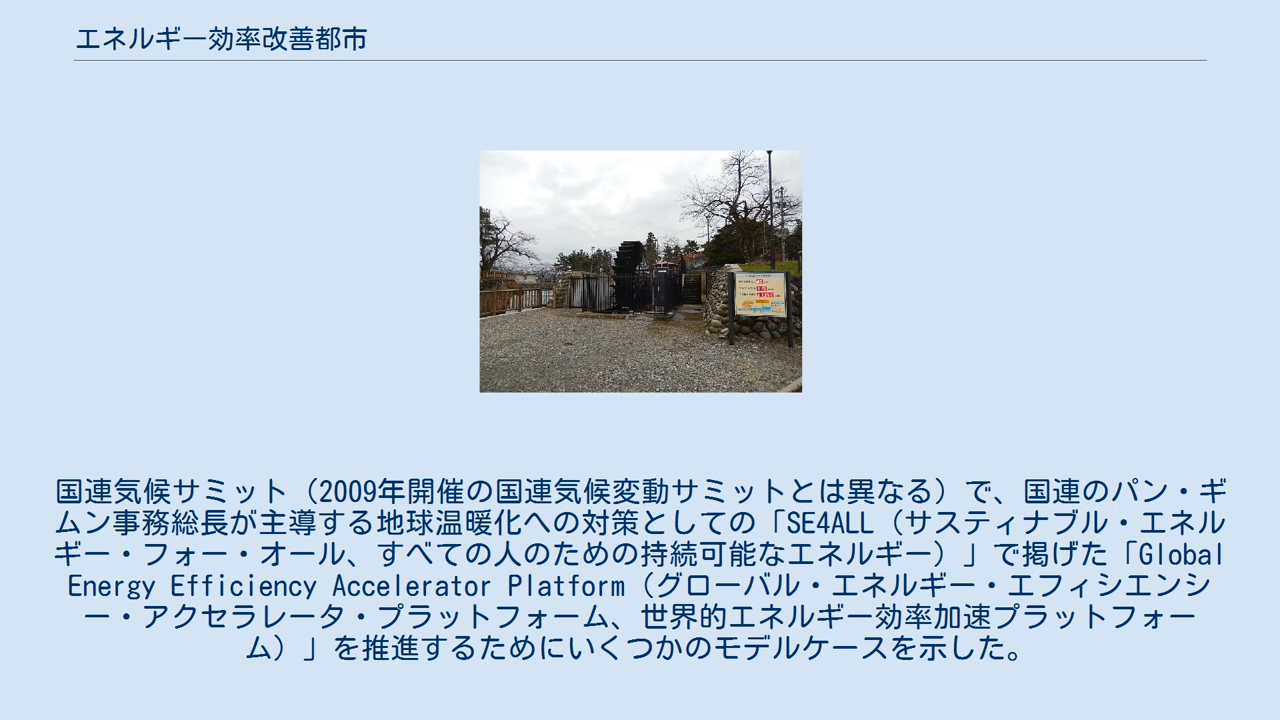 エネルギー効率改善都市
国連気候サミット（2009年開催の国連気候変動サミットとは異なる）で、国連のパン・ギ
ムン事務総長が主導する地球温暖化への対策としての「SE4ALL（サスティナブル・エネル
ギー・フォー・オール、すべての人のための持続可能なエネルギー）」で掲げた「Global
Energy Efficiency Accelerator Platform（グローバル・エネルギー・エフィシエンシ
ー・アクセラレータ・プラットフォーム、世界的エネルギー効率加速プラットフォー
ム）」を推進するためにいくつかのモデルケースを示した。